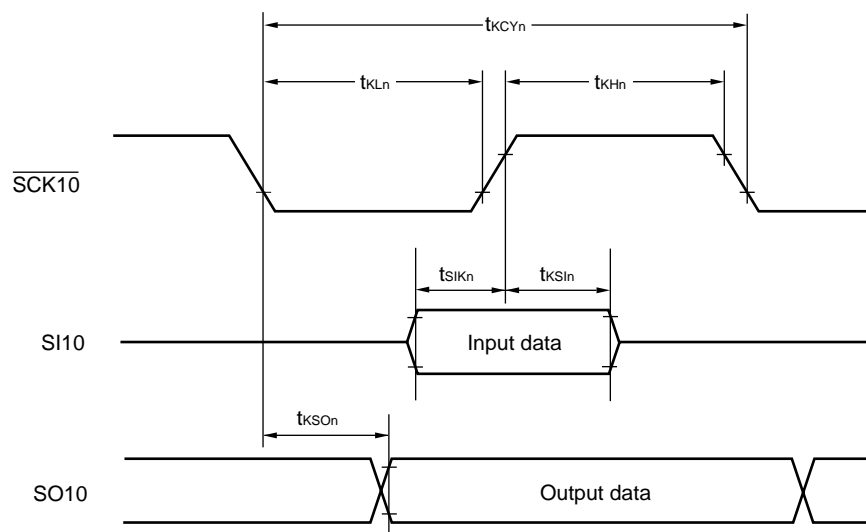 tKCYn
tKLn
tKHn
SCK10
tSIKn
tKSIn
SI10
Input data
tKSOn
SO10
Output data